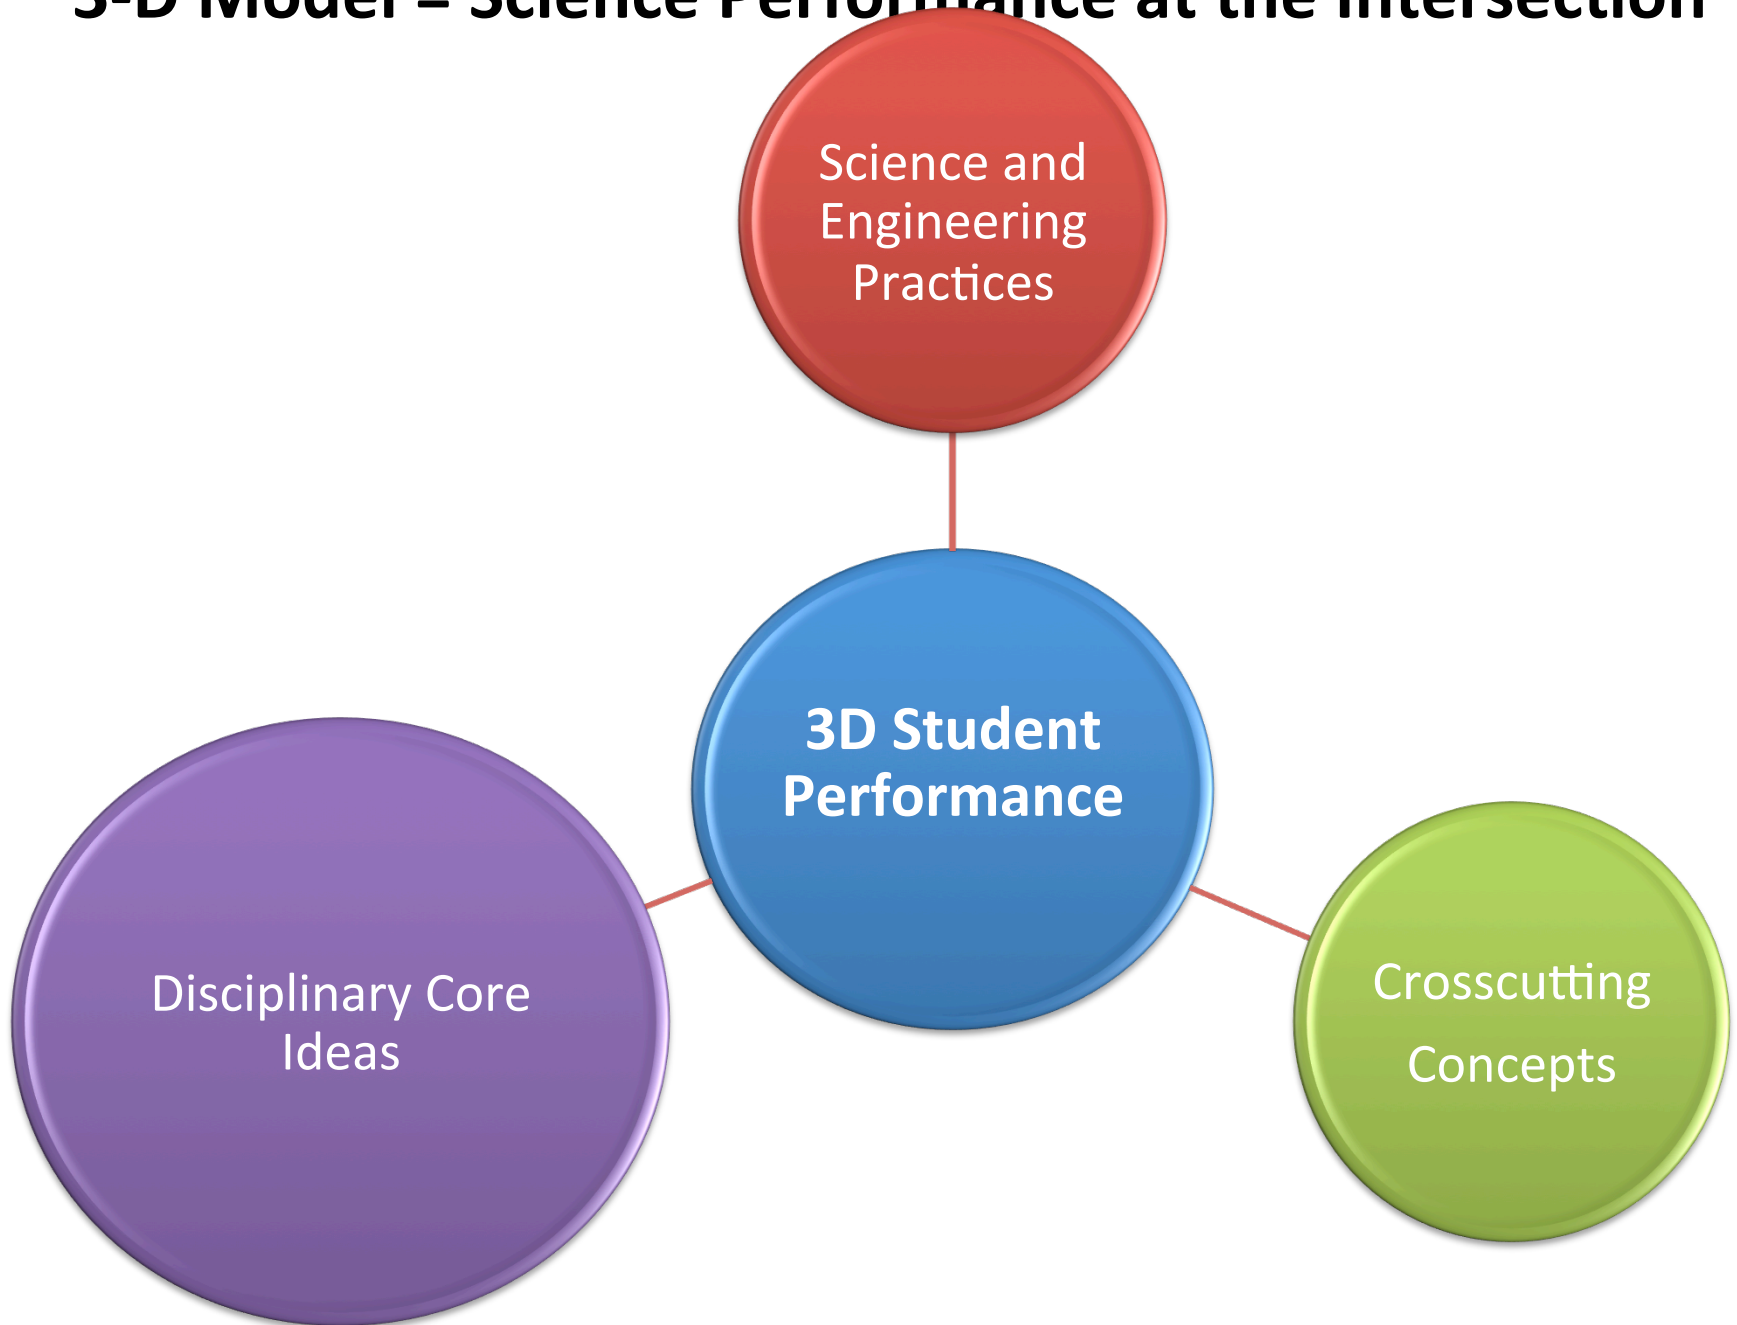 3-D Model = Science Performance at the Intersection
Science and
Engineering
Practices
3D Student
Performance
Disciplinary Core
Ideas
Crosscutting
Concepts